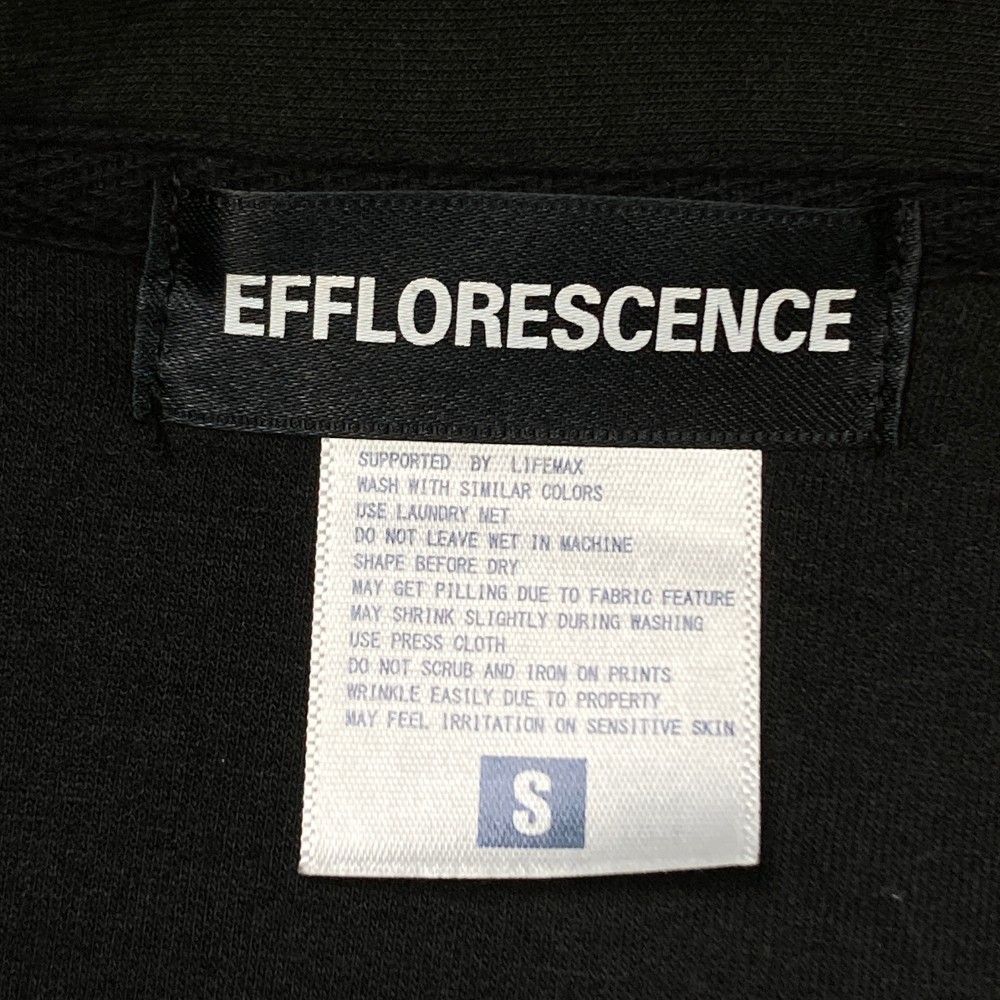 EFFLORESCENCE
SUPPORTED BY LIFEMAX
WASH WITH SIMILAR COLORS
USE LAUNDRY NET
DO NOT LEAVE WET IN MACHINE
SHAPE BEFORE DRY
MAY GET PILLING DUE TO FABRIC FEATURE
MAY SHRINK SLIGHTLY DURING WASHING
USE PRESS CLOTH
DO NOT SCRUB AND IRON ON PRINTS
WRINKLE EASILY DUE TO PROPERTY
MAY FEEL IRRITATION ON SENSITIVE SKIN
S